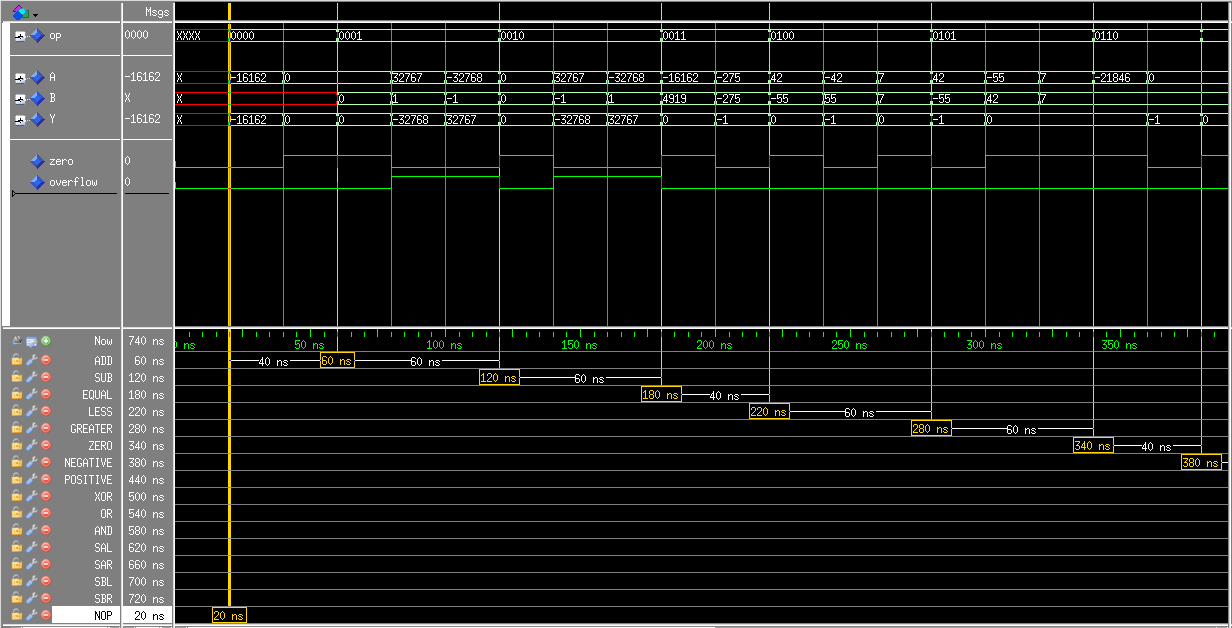 Msgs
op 0000 XXXX 0000 0001 0010 0011 0100 0101 0110
A -16162 X -16162 0 32767 -32768 0 32767 -32768 -16162 -275 42 -42 7 42 -55 7 -21846 0
B X X 0 1 -1 0 -1 1 4919 -275 -55 55 7 -55 42 7
Y -16162 X -16162 0 0 -32768 32767 0 -32768 32767 0 -1 0 -1 0 -1 0 -1 0
zero 0
overflow 0
Now 740 ns ns 50 ns 100 ns 150 ns 200 ns 250 ns 300 ns 350 ns
ADD 60 ns 40 ns 60 ns 60 ns
SUB 120 ns 120 ns 60 ns
EQUAL 180 ns 180 ns 40 ns
LESS 220 ns 220 ns 60 ns
GREATER 280 ns 280 ns 60 ns
ZERO 340 ns 340 ns 40 ns
NEGATIVE 380 ns 380 ns
POSITIVE 440 ns
XOR 500 ns
OR 540 ns
AND 580 ns
SAL 620 ns
SAR 660 ns
SBL 700 ns
SBR 720 ns
NOP 20 ns 20 ns